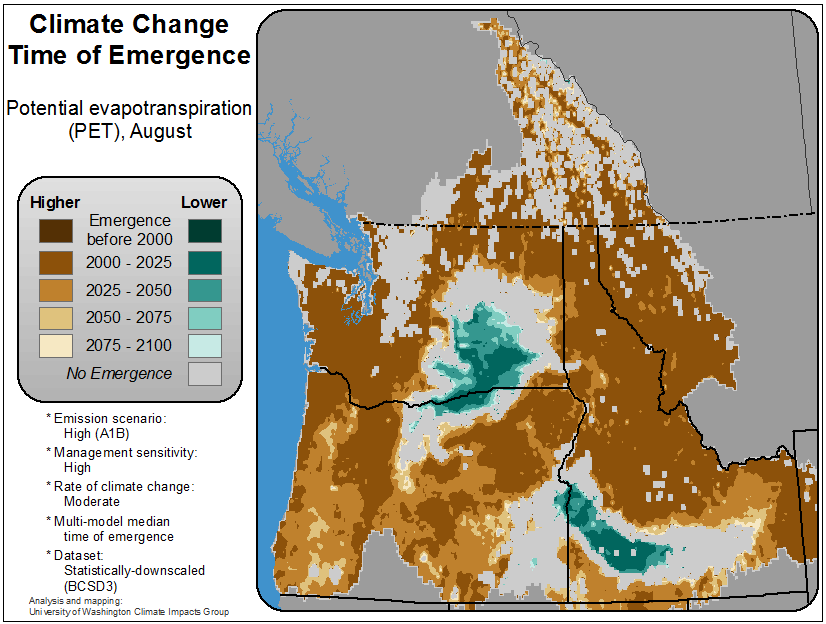 Climate Change
Time of Emergence
Potential evapotranspiration
(PET), August
Higher
Lower
Emergence
before 2000
2000 - 2025
2025 - 2050
2050 - 2075
2075 - 2100
No Emergence
* Emission scenario:
High (A1B)
* Management sensitivity:
High
* Rate of climate change:
Moderate
* Multi-model median
time of emergence
* Dataset:
Statistically-downscaled
(BCSD3)
Analysis and mapping:
University of Washington Climate Impacts Group